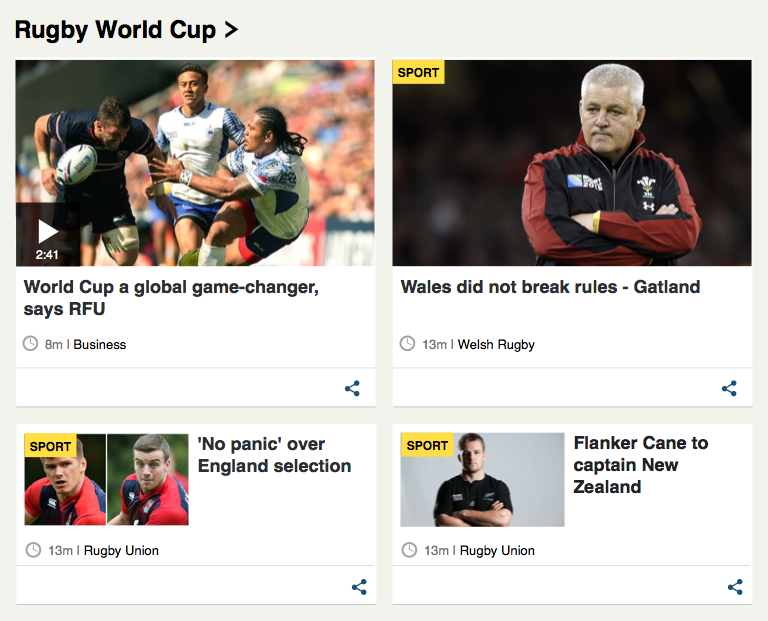 Rugby World Cup >
SPORT
2:41
World Cup a global game-changer,
says RFU
8m | Business
Wales did not break rules - Gatland
13m | Welsh Rugby
SPORT
'No panic' over
England selection
13m | Rugby Union
SPORT
Flanker Cane to
captain New
Zealand
13m | Rugby Union